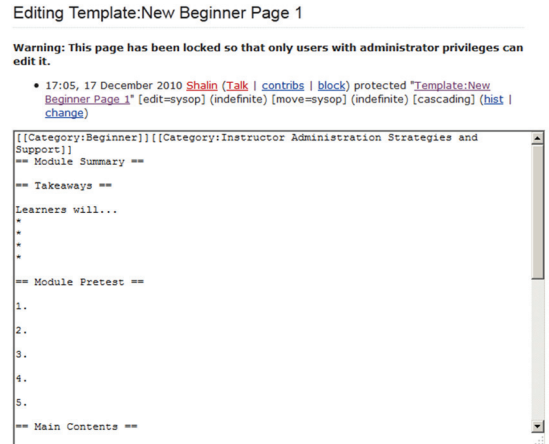 Editing Template:New Beginner Page 1
Warning: This page has been locked so that only users with administrator privileges can
edit it.
• 17:05, 17 December 2010 Shalin (Talk | contribs | block) protected "Template:New
Beginner Page 1" [edit=sysop] (indefinite) [move=sysop] (indefinite) [cascading] (hist |
change)
[[Category:Beginner]][[Category:Instructor Administration Strategies and
Support]]
== Module Summary ==
== Takeaways ==
Learners will...
*
*
*
*
== Module Pretest ==
1.
2.
3.
4.
5.
== Main Contents ==